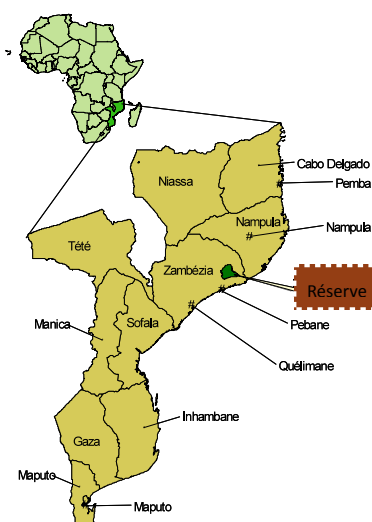 Cabo Delgado
Niassa
Pemba
Nampula
#
Nampula
#
Tété
Zambézia
Réserve
#
#
Manica
Sofala
Pebane
Quélimane
Inhambane
Gaza
Maputo
Maputo